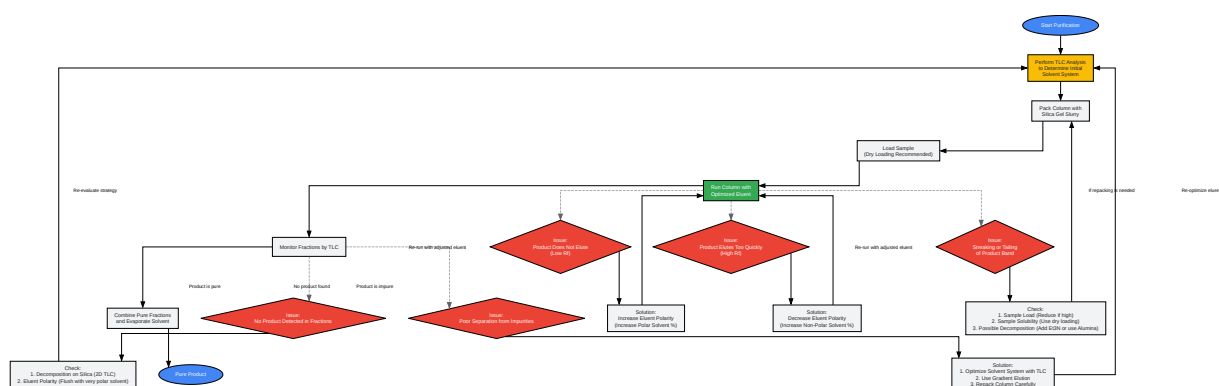 Start Purification
Perform TLC Analysis
to Determine Initial
Solvent System
Pack Column with
Silica Gel Slurry
Load Sample
(Dry Loading Recommended)
Re-evaluate strategy
Run Column with
Optimized Eluent
If repacking is needed
Re-optimize eluen
Monitor Fractions by TLC
Re-run with adjusted eluent
Issue:
Product Does Not Elute
(Low Rf)
Issue:
Product Elutes Too Quickly
(High Rf)
Re-run with adjusted eluent
Issue:
Streaking or Tailing
of Product Band
Product is pure
No product found
Product is impure
Combine Pure Fractions
and Evaporate Solvent
Issue:
No Product Detected in Fractions
Issue:
Poor Separation from Impurities
Solution:
Increase Eluent Polarity
(Increase Polar Solvent %)
Solution:
Decrease Eluent Polarity
(Increase Non-Polar Solvent %)
Check:
1. Sample Load (Reduce if high)
2. Sample Solubility (Use dry loading)
3. Possible Decomposition (Add Et3N or use Alumina)
Check:
1. Decomposition on Silica (2D TLC)
2. Eluent Polarity (Flush with very polar solvent)
Pure Product
Solution:
1. Optimize Solvent System with TLC
2. Use Gradient Elution
3. Repack Column Carefully